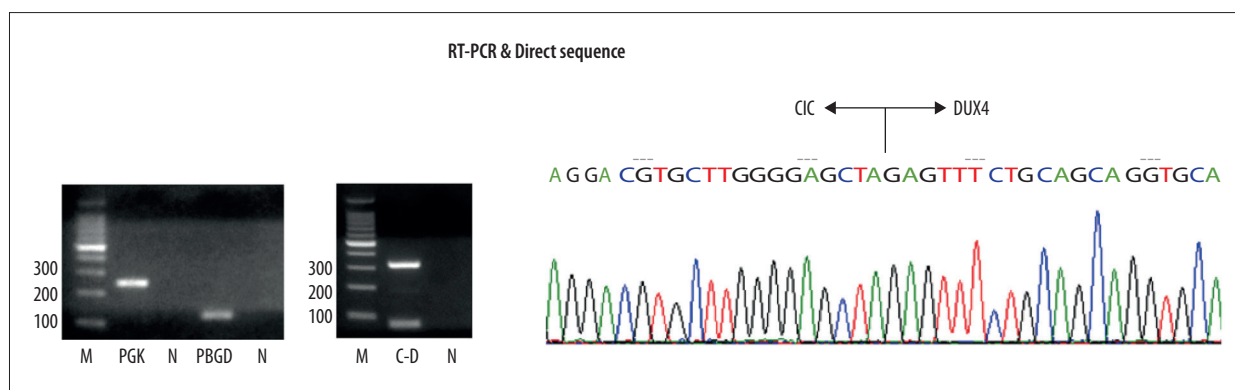 RT-PCR & Direct sequence
CIC DUX4
AGGACGTGCTTGGGGAGCTAGAGTTTCTGCAGCAGGTGCA
300
200
100
M PGK N PBGD N
300
200
100
M C-D N